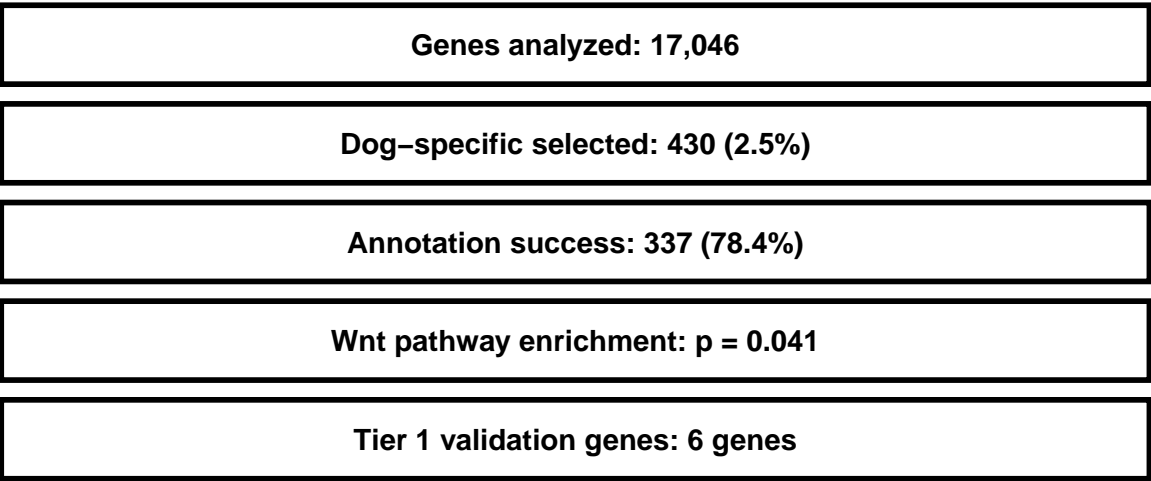 Genes analyzed: 17,046
Dog−specific selected: 430 (2.5%)
Annotation success: 337 (78.4%)
Wnt pathway enrichment: p = 0.041
Tier 1 validation genes: 6 genes